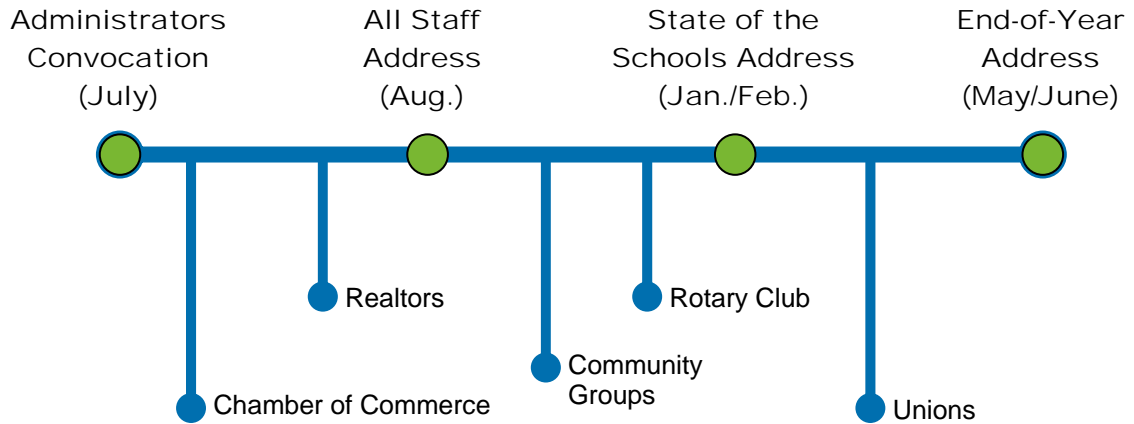 Administrators
Convocation
(July)
All Staff
Address
(Aug.)
State of the
Schools Address
(Jan./Feb.)
End-of-Year
Address
(May/June)
Realtors
Rotary Club
Community
Groups
Chamber of Commerce
Unions